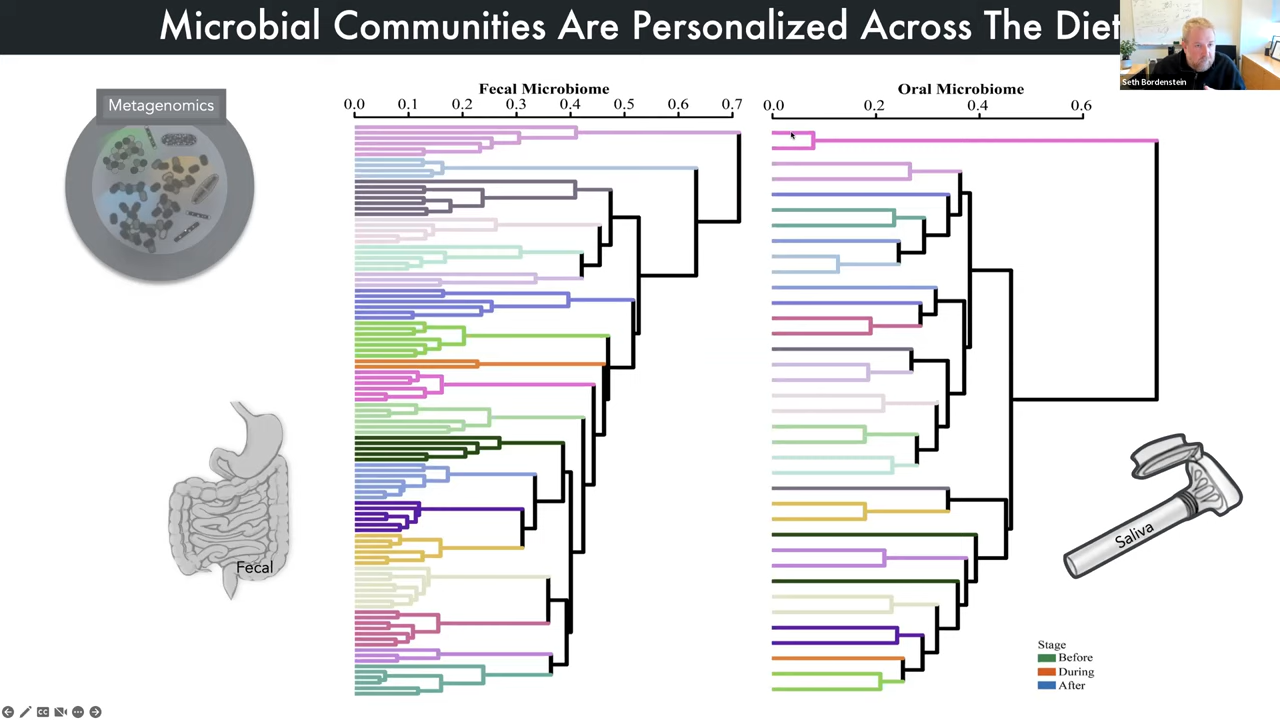 Microbial Communities Are Personalized Across The Diet
Seth Bordenstein
Metagenomics
Fecal Microbiome
0.0 0.1 0.2 0.3 0.4 0.5 0.6 0.7
Oral Microbiome
0.0 0.2 0.4 0.6
Fecal
Saliva
Stage
Before
During
After